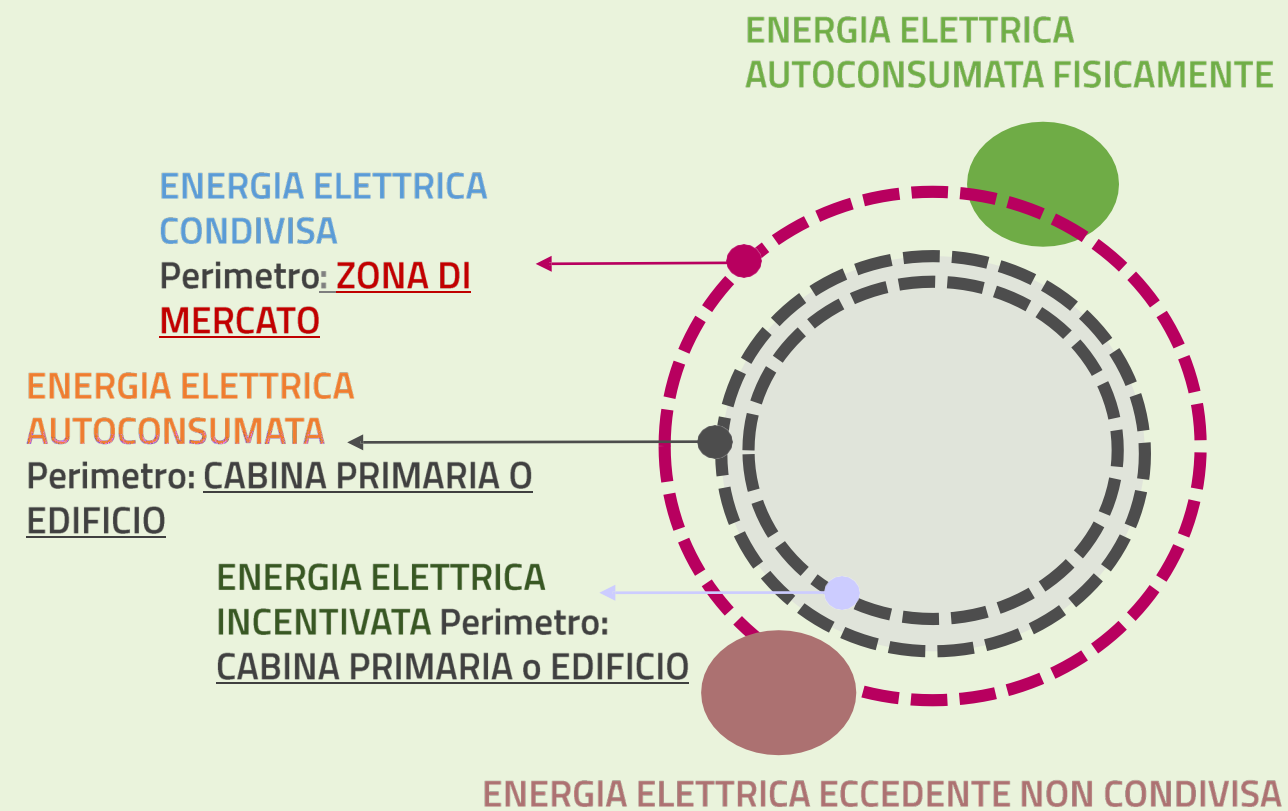 ENERGIA ELETTRICA
AUTOCONSUMATA FISICAMENTE
ENERGIA ELETTRICA
CONDIVISA
Perimetro: ZONA DI
MERCATO
ENERGIA ELETTRICA
AUTOCONSUMATA
Perimetro: CABINA PRIMARIA O
EDIFICIO
ENERGIA ELETTRICA
INCENTIVATA Perimetro:
CABINA PRIMARIA o EDIFICIO
ENERGIA ELETTRICA ECCEDENTE NON CONDIVISA